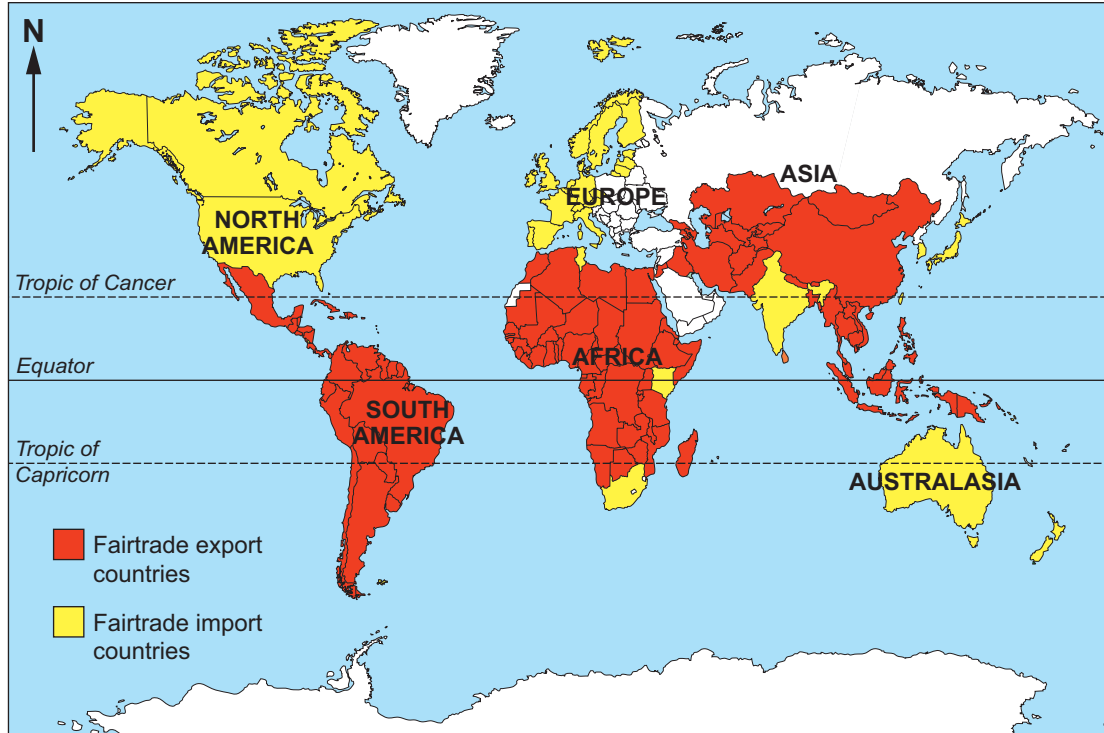 N
ASIA
EUROPE
NORTH
AMERICA
Tropic of Cancer
AFRICA
Equator
SOUTH
AMERICA
Tropic of
Capricorn
AUSTRALASIA
Fairtrade export
countries
Fairtrade import
countries